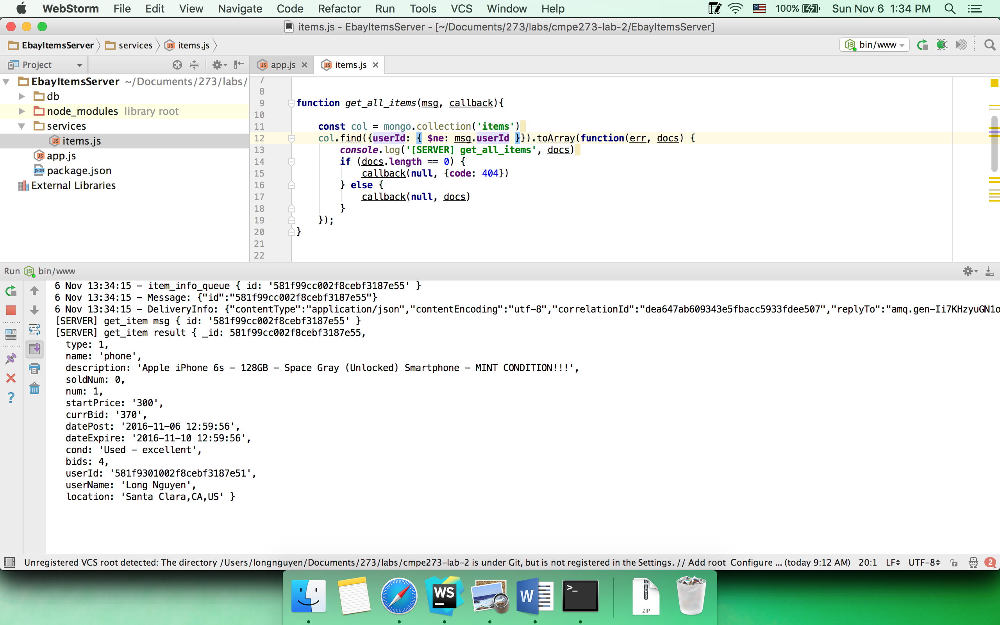 WebStorm File Edit View Navigate Code Refactor Run Tools VCS Window Help 100% Sun Nov 6 1:34 PM
items.js - EbayItemsServer - [~/Documents/273/labs/cmpe273-lab-2/EbayItemsServer]
EbayItemsServer services items.js bin/www
Project app.js items.js
EbayItemsServer ~/Documents/273/labs/
db
node_modules library root
services
items.js
app.js
package.json
External Libraries
7
8
9 function get_all_items(msg, callback){
10
11 const col = mongo.collection('items')
12 col.find({userId: { $ne: msg.userId }}).toArray(function(err, docs) {
13 console.log('[SERVER] get_all_items', docs)
14 if (docs.length == 0) {
15 callback(null, {code: 404})
16 } else {
17 callback(null, docs)
18 }
19 });
20 }
21
22
Run bin/www
6 Nov 13:34:15 - item_info_queue { id: '581f99cc002f8cebf3187e55' }
6 Nov 13:34:15 - Message: {"id":"581f99cc002f8cebf3187e55"}
6 Nov 13:34:15 - DeliveryInfo: {"contentType":"application/json","contentEncoding":"utf-8","correlationId":"dea647ab609343e5fbacc5933fdee507","replyTo":"amq.gen-Ii7KHzyuGN1o
[SERVER] get_item msg { id: '581f99cc002f8cebf3187e55' }
[SERVER] get_item result { _id: 581f99cc002f8cebf3187e55,
type: 1,
name: 'phone',
description: 'Apple iPhone 6s - 128GB - Space Gray (Unlocked) Smartphone - MINT CONDITION!!!',
soldNum: 0,
num: 1,
startPrice: '300',
currBid: '370',
datePost: '2016-11-06 12:59:56',
dateExpire: '2016-11-10 12:59:56',
cond: 'Used - excellent',
bids: 4,
userId: '581f9301002f8cebf3187e51',
userName: 'Long Nguyen',
location: 'Santa Clara,CA,US' }
Unregistered VCS root detected: The directory /Users/longnguyen/Documents/273/labs/cmpe273-lab-2 is under Git, but is not registered in the Settings. // Add root Configure ... (today 9:12 AM) 20:1 LF UTF-8 2
WS W >_ ZIP